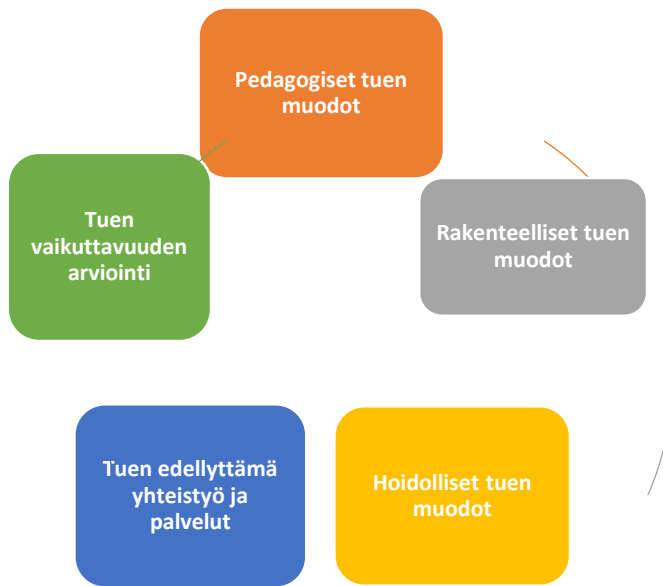 Pedagogiset tuen
muodot
Rakenteelliset tuen
muodot
Hoidolliset tuen
muodot
Tuen edellyttämä
yhteistyö ja
palvelut
Tuen
vaikuttavuuden
arviointi